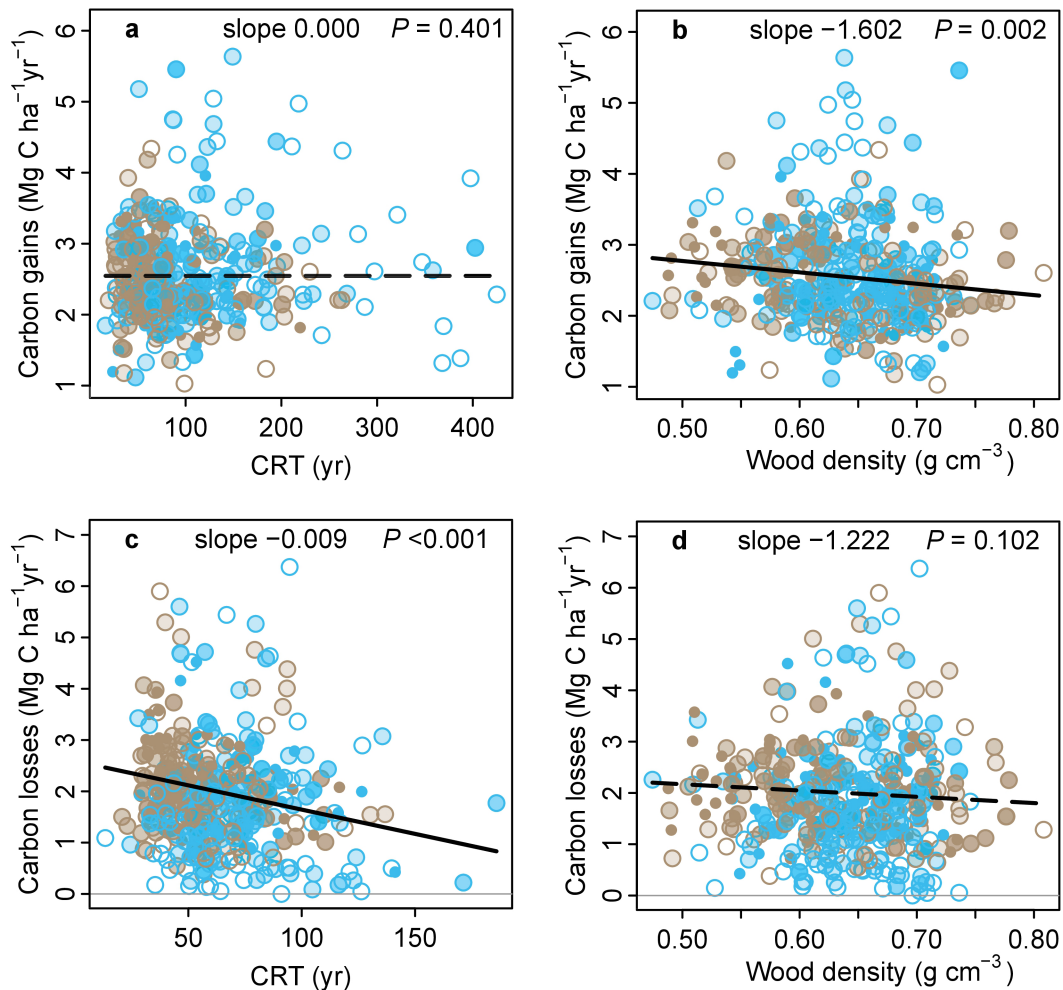 a slope 0.000 P = 0.401
6
5
4
3
2
1
Carbon gains (Mg C ha⁻¹yr⁻¹)
100 200 300 400
CRT (yr)
b slope −1.602 P = 0.002
6
5
4
3
2
1
Carbon gains (Mg C ha⁻¹yr⁻¹)
0.50 0.60 0.70 0.80
Wood density (g cm⁻³)
c slope −0.009 P <0.001
7
6
5
4
3
2
1
0
Carbon losses (Mg C ha⁻¹yr⁻¹)
50 100 150
CRT (yr)
d slope −1.222 P = 0.102
7
6
5
4
3
2
1
0
Carbon losses (Mg C ha⁻¹yr⁻¹)
0.50 0.60 0.70 0.80
Wood density (g cm⁻³)